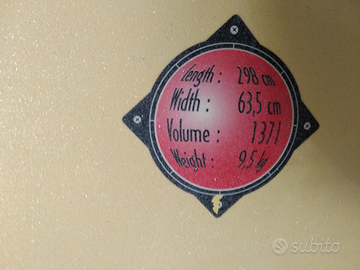 Length : 298 cm
Width : 63,5 cm
Volume : 137 l
Weight : 9,5 kg
subito